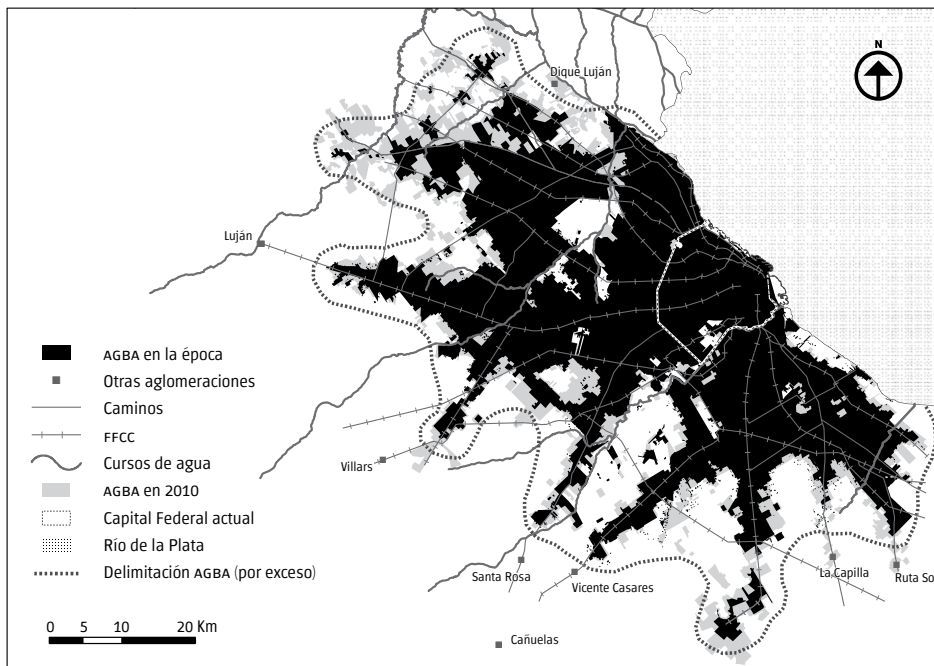 N
Dique Luján
Luján
AGBA en la época
Otras aglomeraciones
Caminos
FFCC
Cursos de agua
AGBA en 2010
Capital Federal actual
Río de la Plata
Delimitación AGBA (por exceso)
Villars
Santa Rosa
Vicente Casares
La Capilla
Ruta So
Cañuelas
0 5 10 20 Km